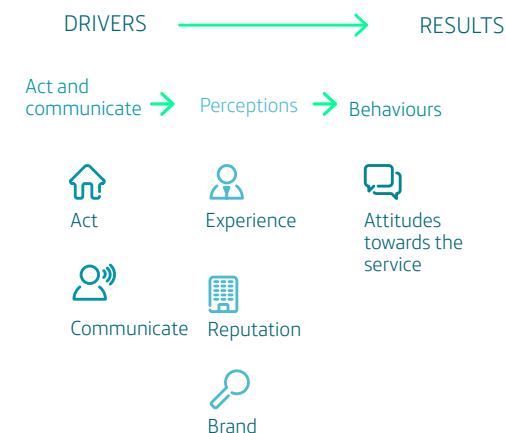 DRIVERS
RESULTS
Act and
communicate
Perceptions
Behaviours
Act
Experience
Attitudes
towards the
service
Communicate
Reputation
Brand